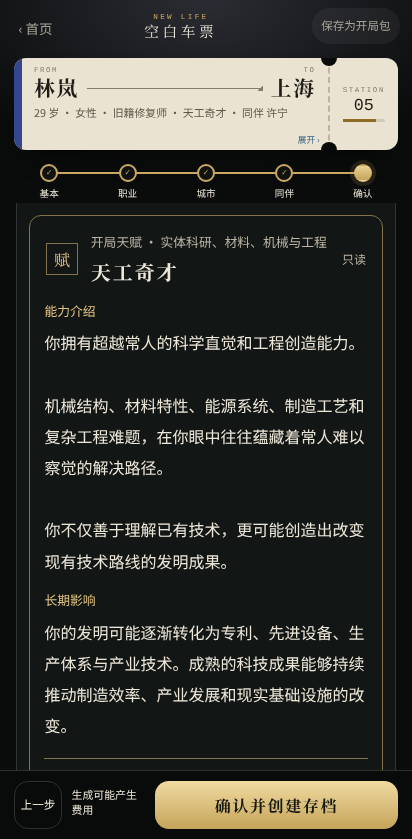 ‹ 首页
NEW LIFE
空白车票
保存为开局包
FROM
林岚
TO
上海
29 岁 • 女性 • 旧籍修复师 • 天工奇才 • 同伴 许宁
展开 ›
STATION
05
✓ ✓ ✓ ✓
基本 职业 城市 同伴 确认
赋
开局天赋 • 实体科研、材料、机械与工程
天工奇才
只读
能力介绍
你拥有超越常人的科学直觉和工程创造能力。
机械结构、材料特性、能源系统、制造工艺和
复杂工程难题，在你眼中往往蕴藏着常人难以
察觉的解决路径。
你不仅善于理解已有技术，更可能创造出改变
现有技术路线的发明成果。
长期影响
你的发明可能逐渐转化为专利、先进设备、生
产体系与产业技术。成熟的科技成果能够持续
推动制造效率、产业发展和现实基础设施的改
变。
上一步
生成可能产生
费用
确认并创建存档